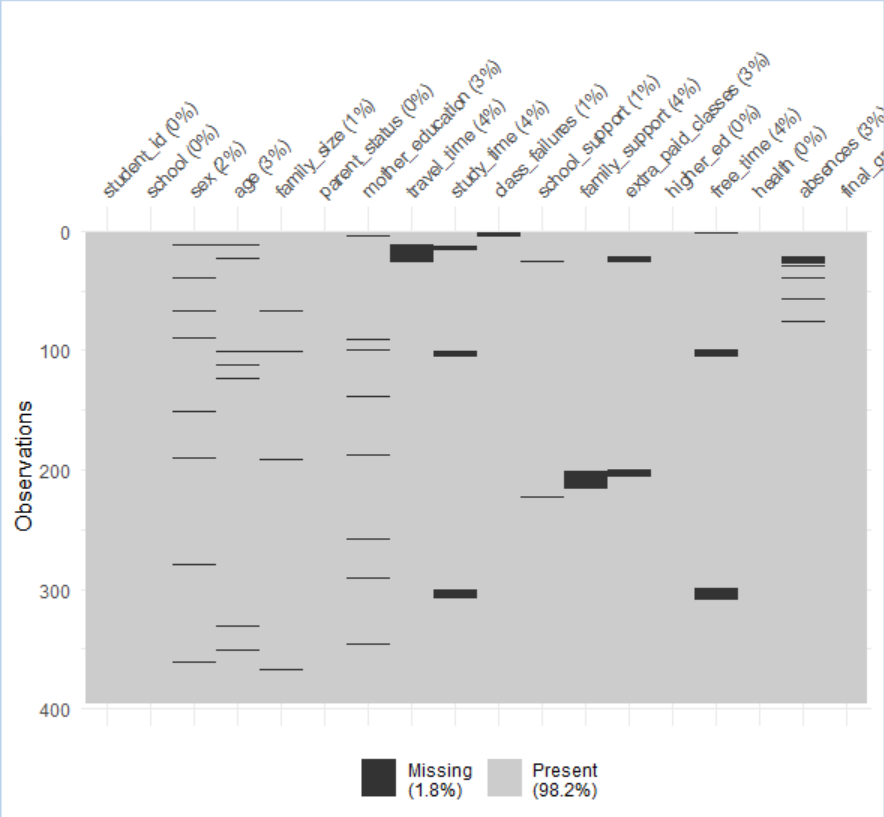 student_id (0%)
school (0%)
sex (2%)
age (3%)
family_size (1%)
parent_status (0%)
mother_education (3%)
travel_time (4%)
study_time (4%)
class_failures (1%)
school_support (1%)
family_support (4%)
extra_paid_classes (3%)
higher_ed (0%)
free_time (4%)
health (0%)
absences (3%)
final_gr
0
100
200
300
400
Observations
Missing
(1.8%)
Present
(98.2%)